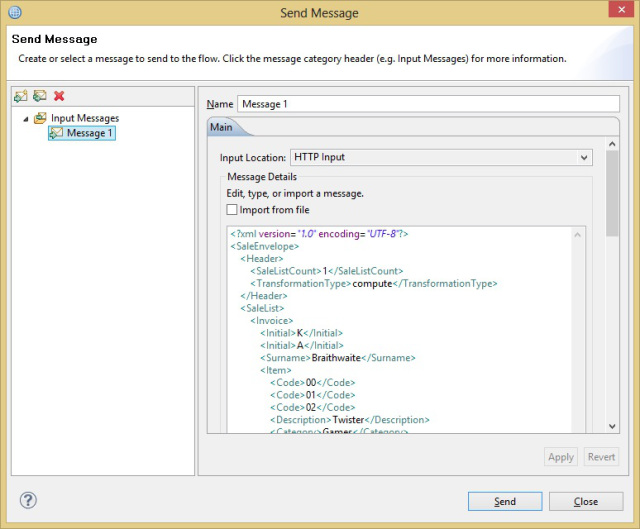 Send Message
Send Message
Create or select a message to send to the flow. Click the message category header (e.g. Input Messages) for more information.
Input Messages
Message 1
Name Message 1
Main
Input Location: HTTP Input
Message Details
Edit, type, or import a message.
Import from file
<?xml version="1.0" encoding="UTF-8"?>
<SaleEnvelope>
<Header>
<SaleListCount>1</SaleListCount>
<TransformationType>compute</TransformationType>
</Header>
<SaleList>
<Invoice>
<Initial>K</Initial>
<Initial>A</Initial>
<Surname>Braithwaite</Surname>
<Item>
<Code>00</Code>
<Code>01</Code>
<Code>02</Code>
<Description>Twister</Description>
<Category>Games</Category>
Apply Revert
? Send Close